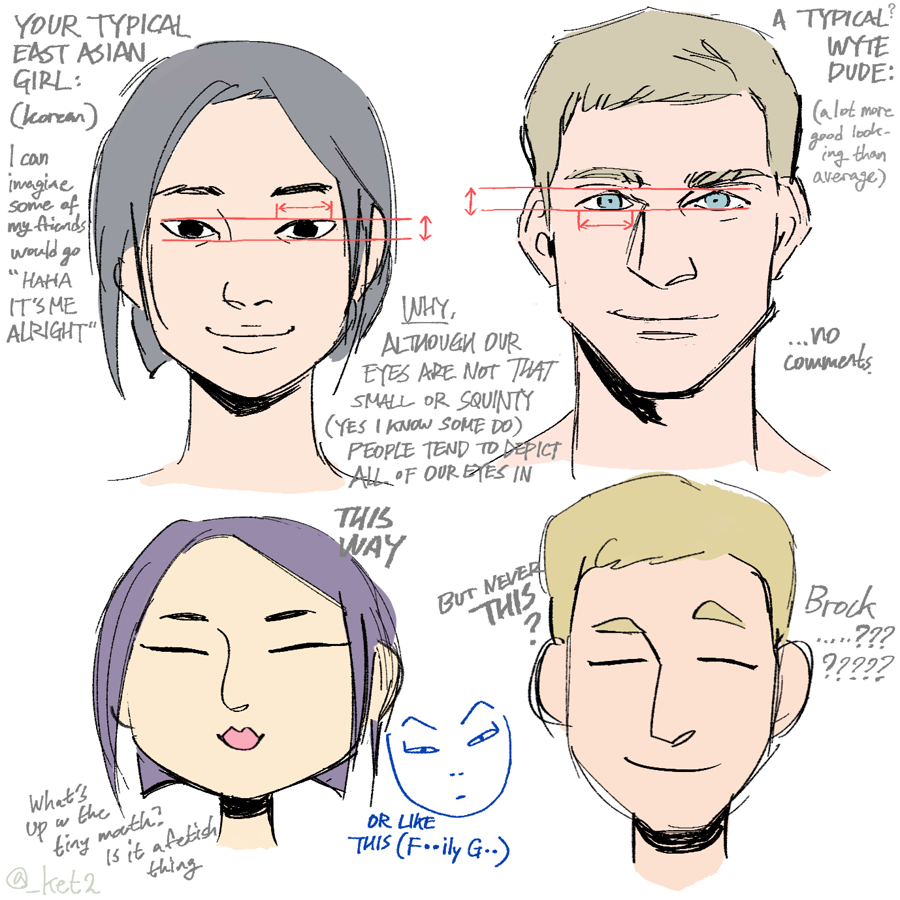 YOUR TYPICAL
EAST ASIAN
GIRL:
(korean)
I can
imagine
some of
my friends
would go
"HAHA
IT'S ME
ALRIGHT"
A TYPICAL?
WYTE
DUDE:
(a lot more
good look-
ing than
average)
...no
comments.
WHY,
ALTHOUGH OUR
EYES ARE NOT THAT
SMALL OR SQUINTY
(YES I KNOW SOME DO)
PEOPLE TEND TO DEPICT
ALL OF OUR EYES IN
THIS
WAY
BUT NEVER
THIS
?
Brock
.....???
?????
What's
up w the
tiny mouth?
Is it a fetish
thing
OR LIKE
THIS (F••ily G••)
@_ket2